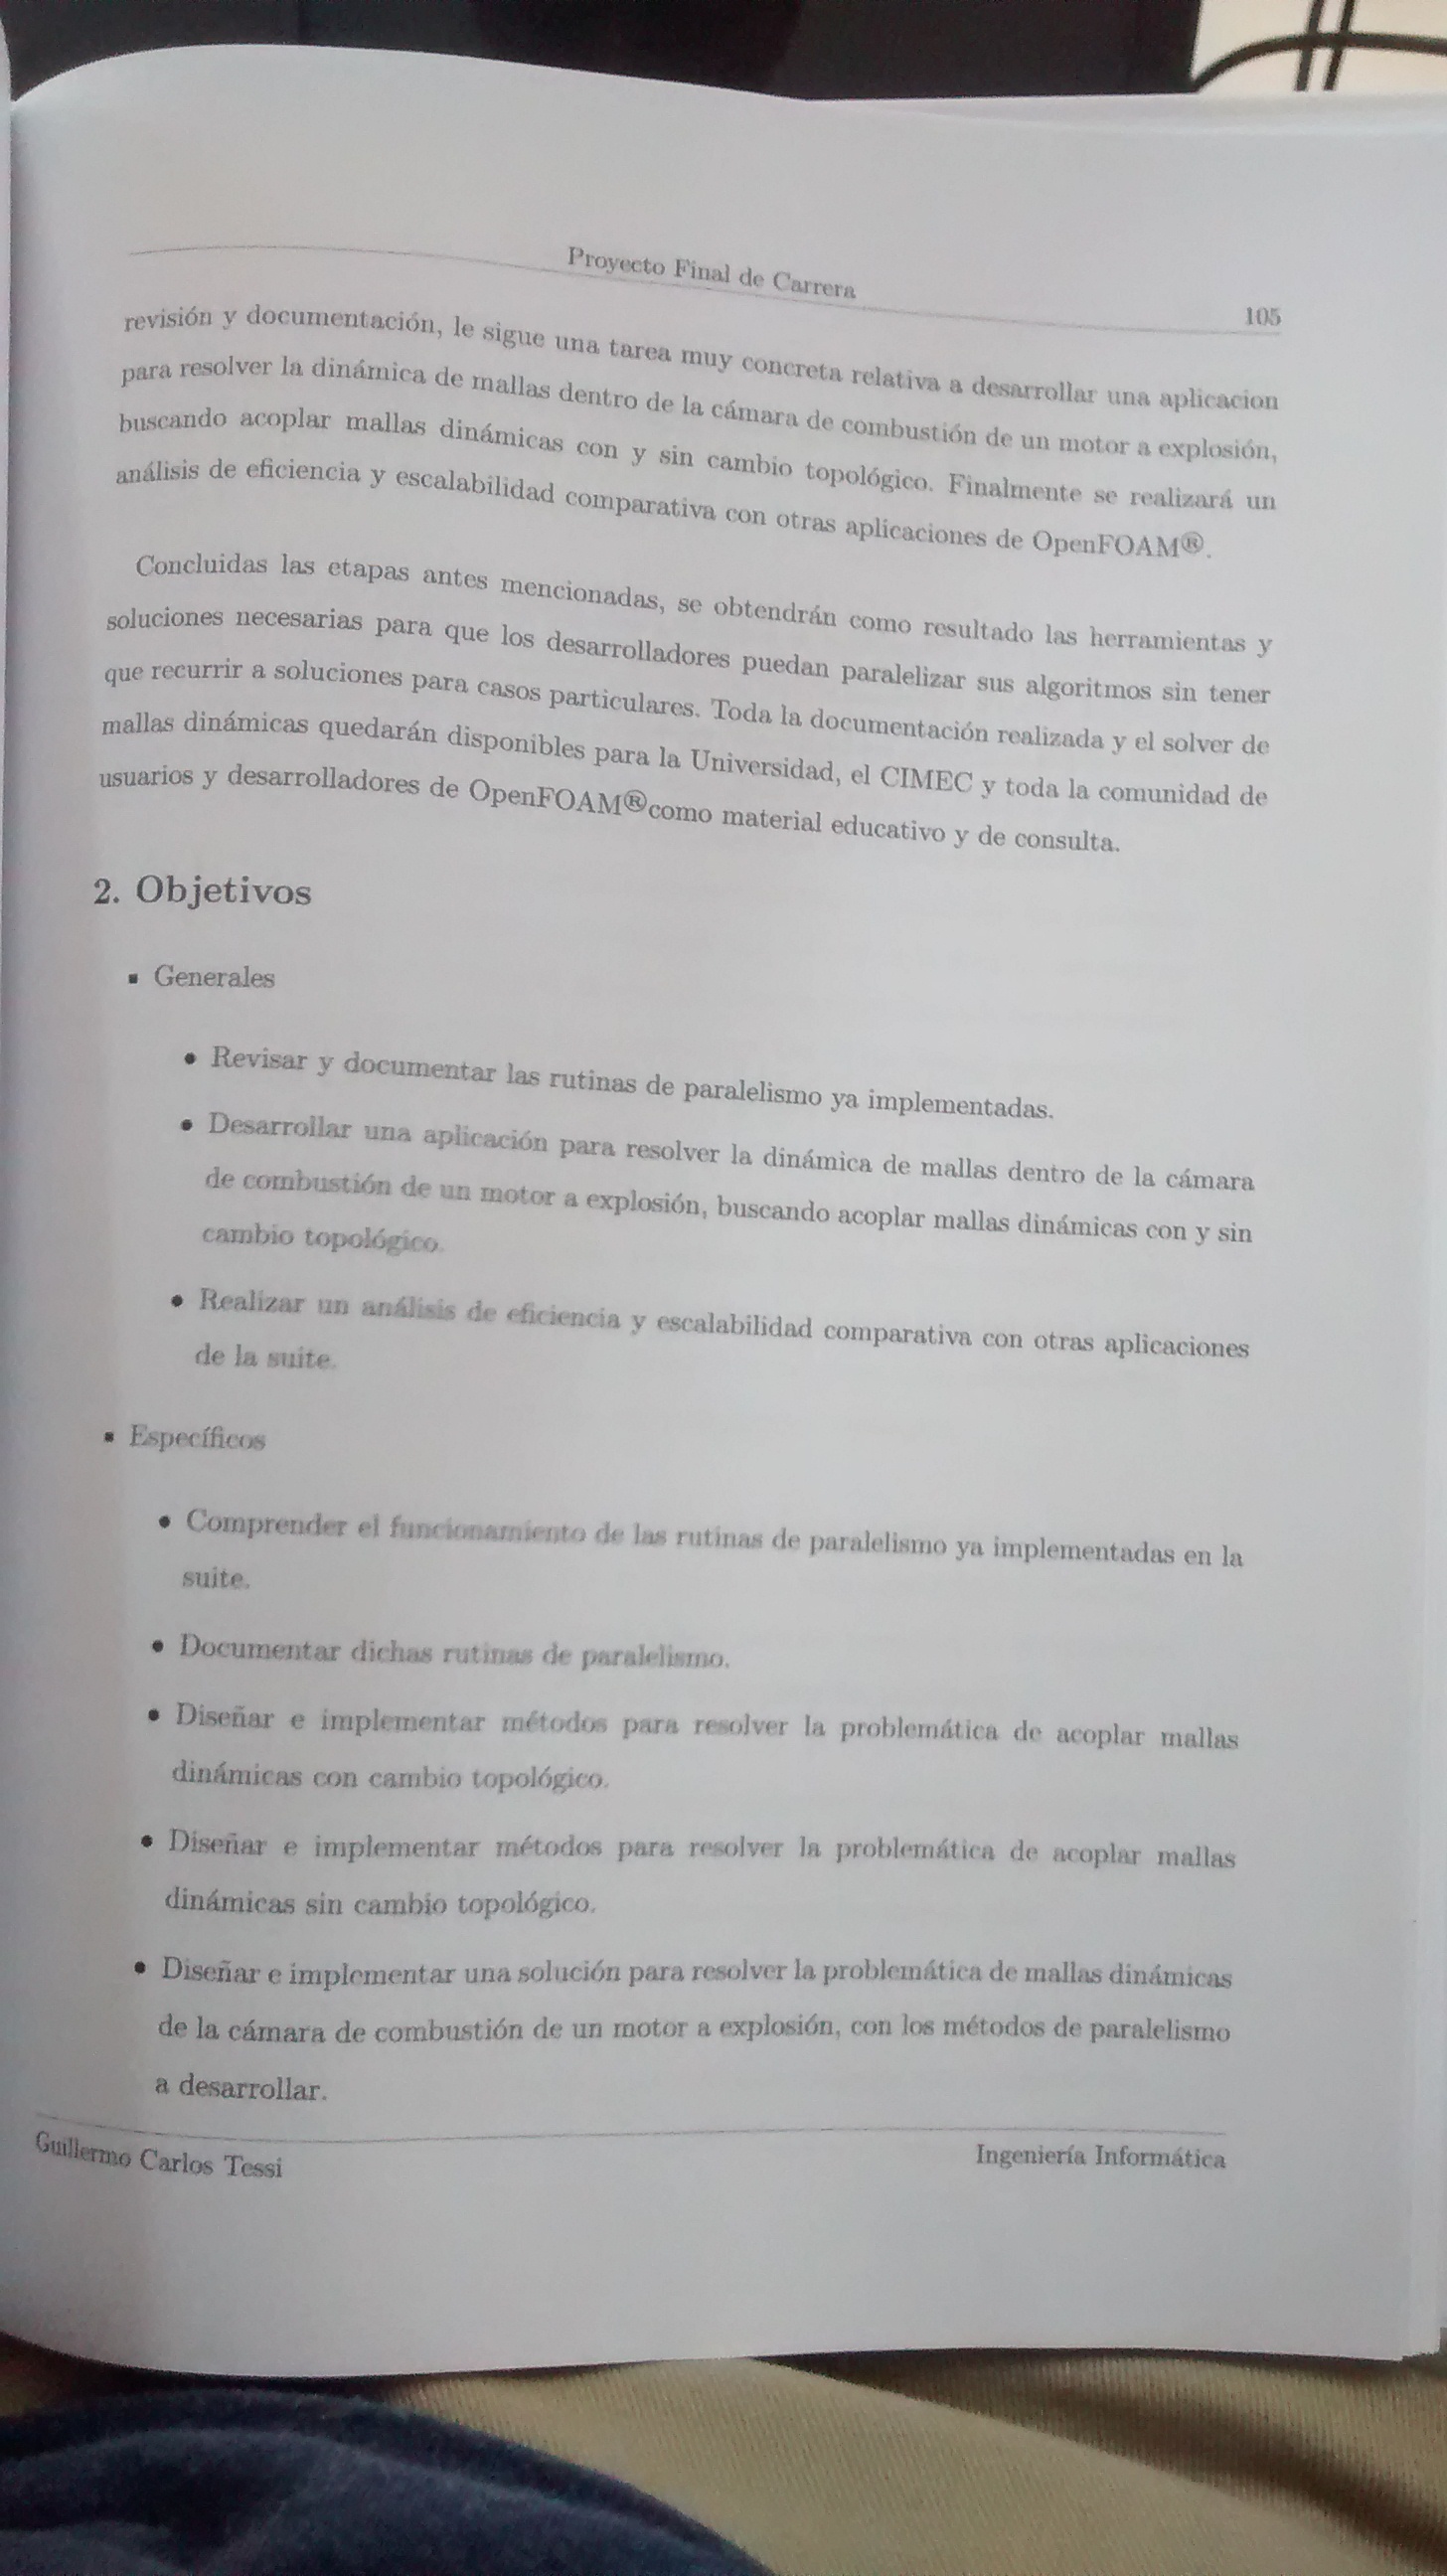 Proyecto Final de Carrera
105
revisión y documentación, le sigue una tarea muy concreta relativa a desarrollar una aplicacion
para resolver la dinámica de mallas dentro de la cámara de combustión de un motor a explosión,
buscando acoplar mallas dinámicas con y sin cambio topológico. Finalmente se realizará un
análisis de eficiencia y escalabilidad comparativa con otras aplicaciones de OpenFOAM®.
Concluidas las etapas antes mencionadas, se obtendrán como resultado las herramientas y
soluciones necesarias para que los desarrolladores puedan paralelizar sus algoritmos sin tener
que recurrir a soluciones para casos particulares. Toda la documentación realizada y el solver de
mallas dinámicas quedarán disponibles para la Universidad, el CIMEC y toda la comunidad de
usuarios y desarrolladores de OpenFOAM®como material educativo y de consulta.
2. Objetivos
▪ Generales
• Revisar y documentar las rutinas de paralelismo ya implementadas.
• Desarrollar una aplicación para resolver la dinámica de mallas dentro de la cámara
de combustión de un motor a explosión, buscando acoplar mallas dinámicas con y sin
cambio topológico.
• Realizar un análisis de eficiencia y escalabilidad comparativa con otras aplicaciones
de la suite.
▪ Específicos
• Comprender el funcionamiento de las rutinas de paralelismo ya implementadas en la
suite.
• Documentar dichas rutinas de paralelismo.
• Diseñar e implementar métodos para resolver la problemática de acoplar mallas
dinámicas con cambio topológico.
• Diseñar e implementar métodos para resolver la problemática de acoplar mallas
dinámicas sin cambio topológico.
• Diseñar e implementar una solución para resolver la problemática de mallas dinámicas
de la cámara de combustión de un motor a explosión, con los métodos de paralelismo
a desarrollar.
Guillermo Carlos Tessi
Ingeniería Informática